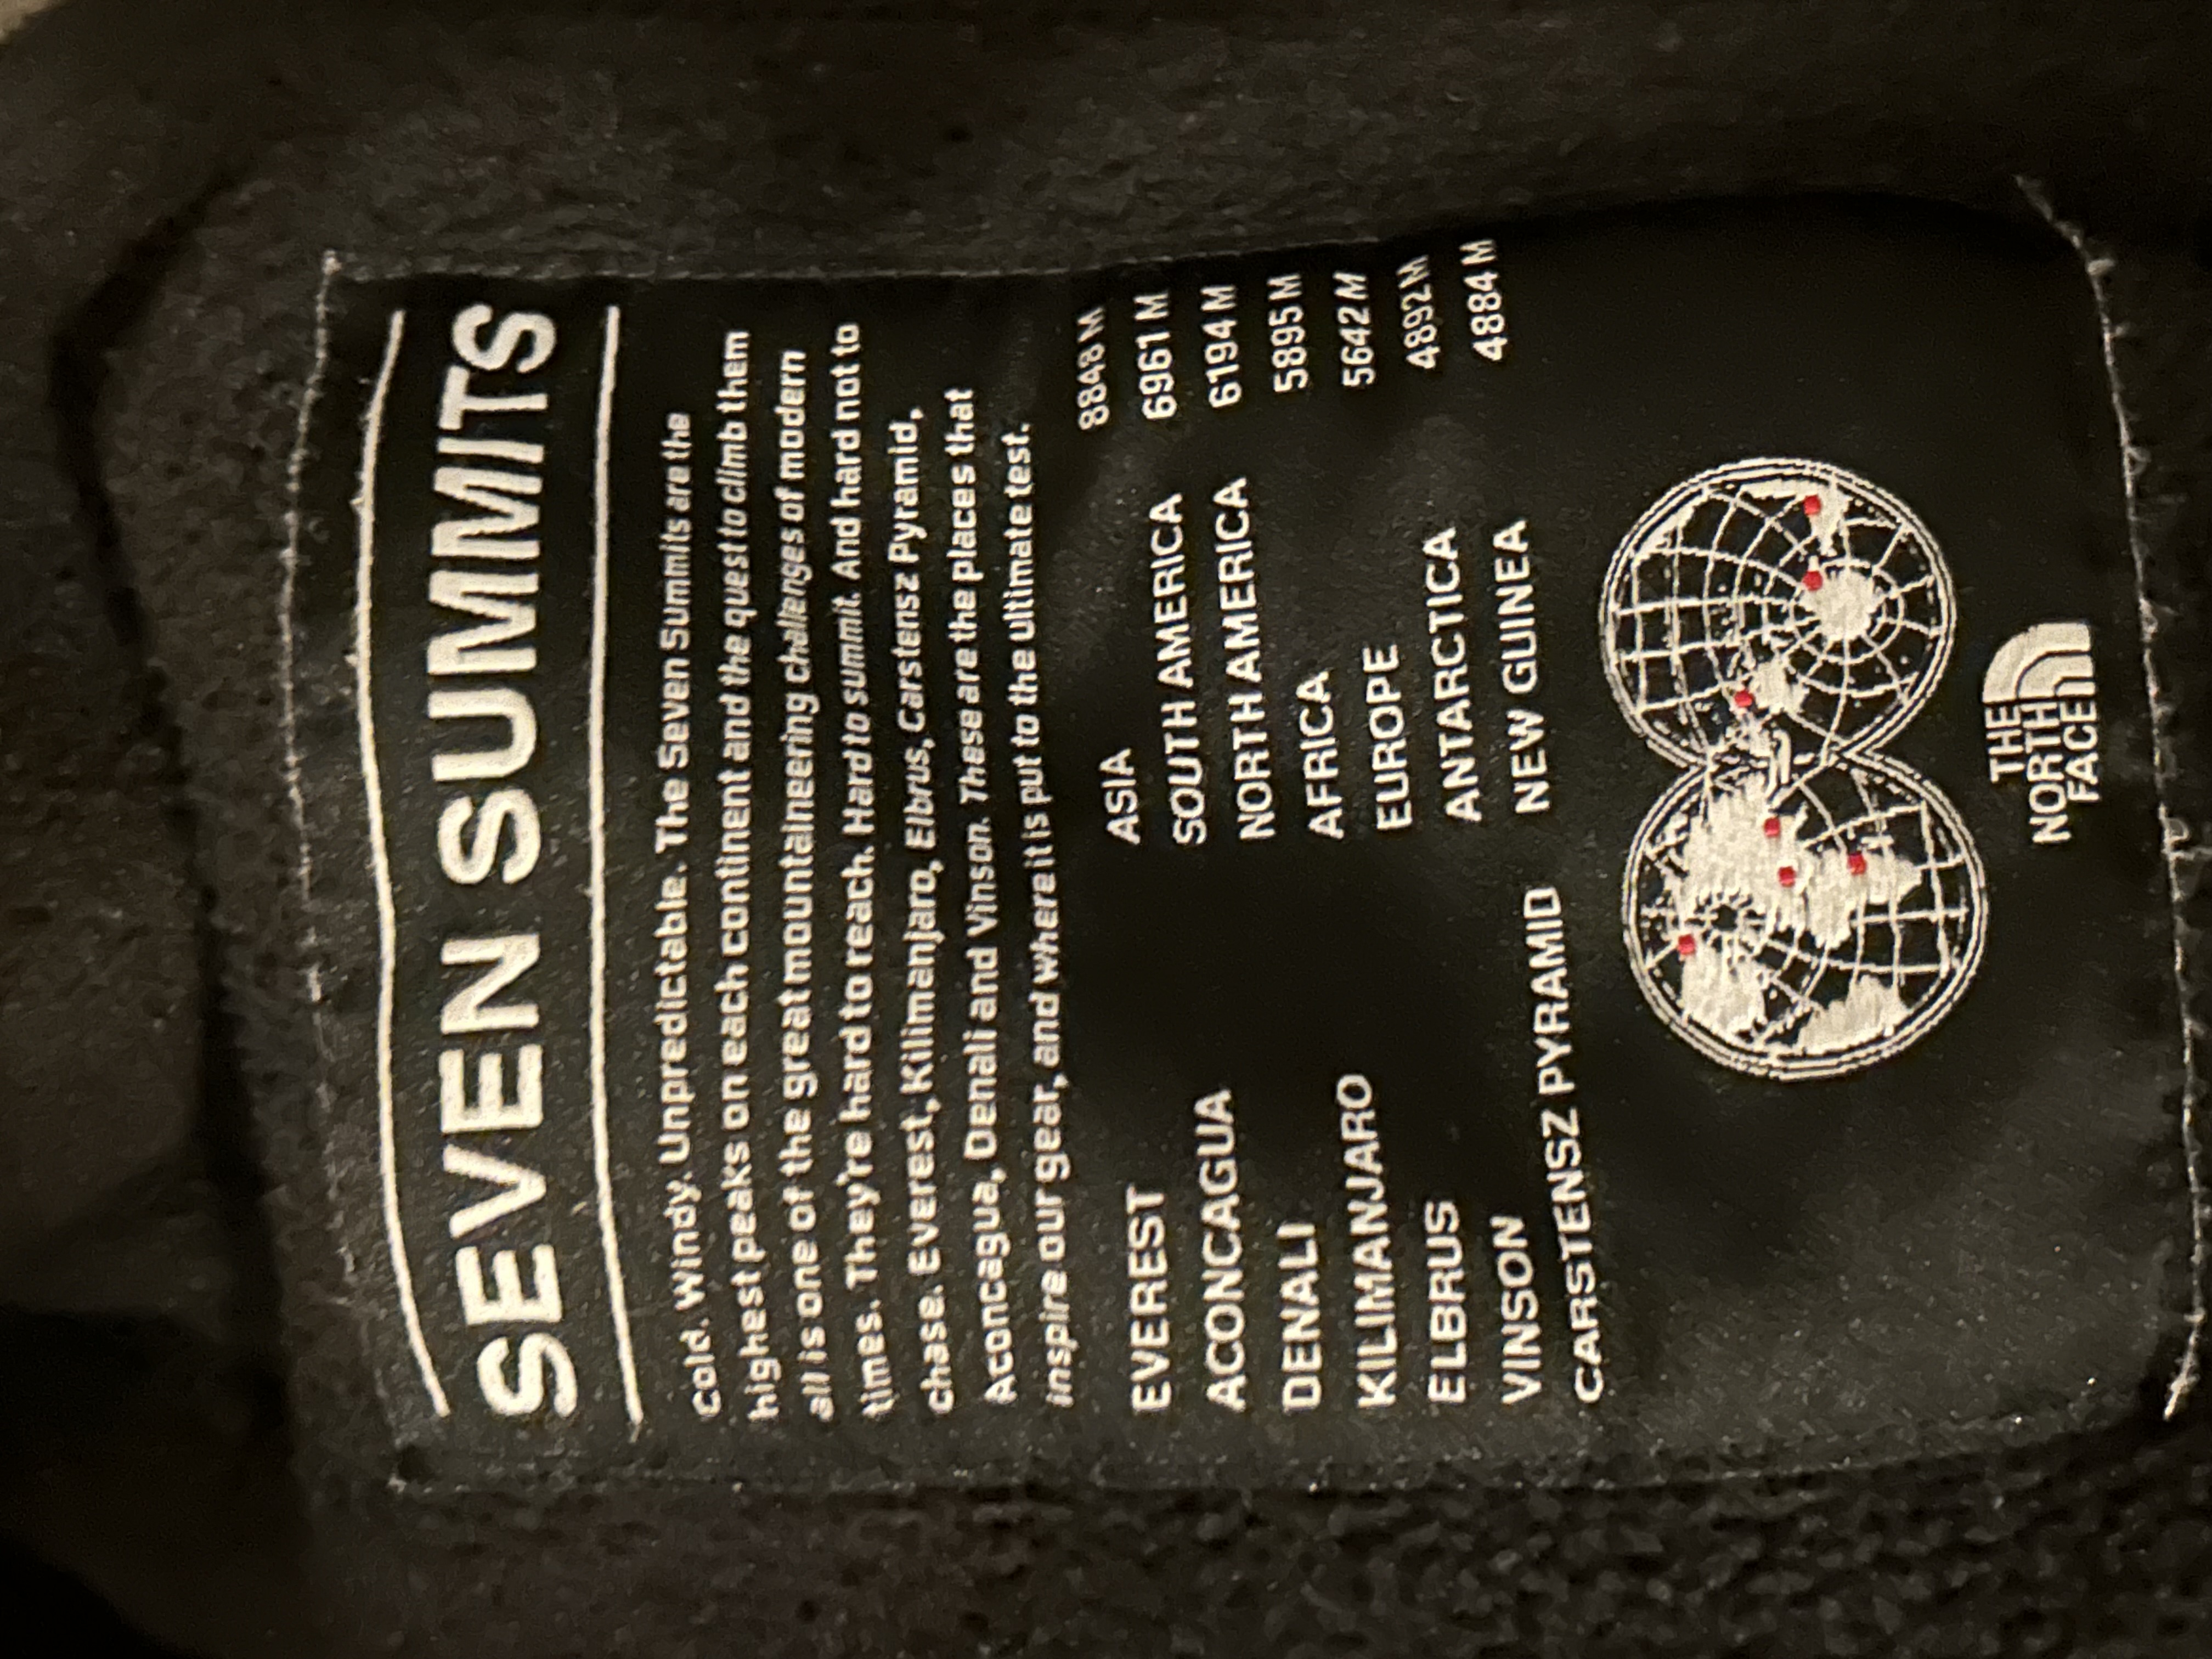 SEVEN SUMMITS
Cold. Windy. Unpredictable. The Seven Summits are the
highest peaks on each continent and the quest to climb them
all is one of the great mountaineering challenges of modern
times. They're hard to reach. Hard to summit. And hard not to
chase. Everest, Kilimanjaro, Elbrus, Carstensz Pyramid,
Aconcagua, Denali and Vinson. These are the places that
inspire our gear, and where it is put to the ultimate test.
EVEREST ASIA 8848 M
ACONCAGUA SOUTH AMERICA 6961 M
DENALI NORTH AMERICA 6194 M
KILIMANJARO AFRICA 5895 M
ELBRUS EUROPE 5642 M
VINSON ANTARCTICA 4892 M
CARSTENSZ PYRAMID NEW GUINEA 4884 M
THE
NORTH
FACE